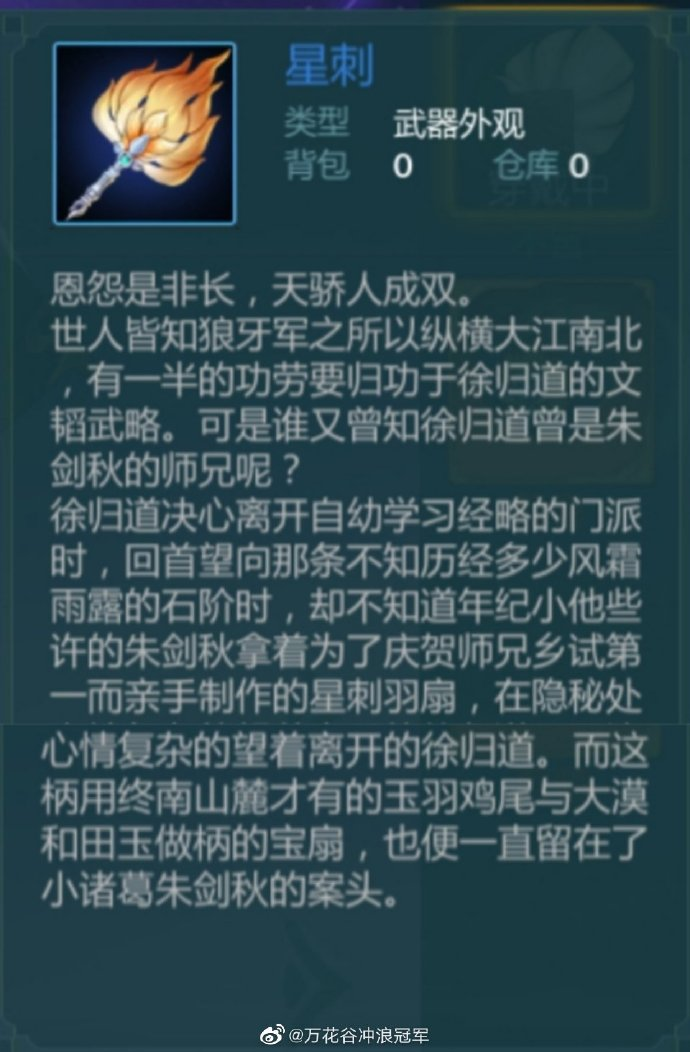 星刺
类型 武器外观
背包 0 仓库 0
恩怨是非长，天骄人成双。
世人皆知狼牙军之所以纵横大江南北
，有一半的功劳要归功于徐归道的文
韬武略。可是谁又曾知徐归道曾是朱
剑秋的师兄呢？
徐归道决心离开自幼学习经略的门派
时，回首望向那条不知历经多少风霜
雨露的石阶时，却不知道年纪小他些
许的朱剑秋拿着为了庆贺师兄乡试第
一而亲手制作的星刺羽扇，在隐秘处
心情复杂的望着离开的徐归道。而这
柄用终南山麓才有的玉羽鸡尾与大漠
和田玉做柄的宝扇，也便一直留在了
小诸葛朱剑秋的案头。
@万花谷冲浪冠军